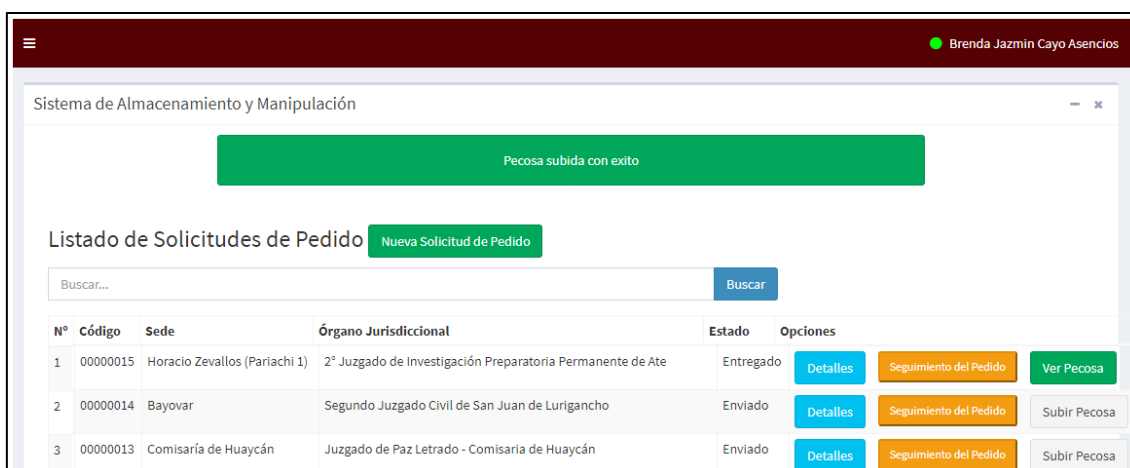 Brenda Jazmin Cayo Asencios
Sistema de Almacenamiento y Manipulación
Pecosa subida con exito
Listado de Solicitudes de Pedido Nueva Solicitud de Pedido
Buscar... Buscar
Nº Código Sede Órgano Jurisdiccional Estado Opciones
1 00000015 Horacio Zevallos (Pariachi 1) 2° Juzgado de Investigación Preparatoria Permanente de Ate Entregado Detalles Seguimiento del Pedido Ver Pecosa
2 00000014 Bayovar Segundo Juzgado Civil de San Juan de Lurigancho Enviado Detalles Seguimiento del Pedido Subir Pecosa
3 00000013 Comisaría de Huaycán Juzgado de Paz Letrado - Comisaria de Huaycán Enviado Detalles Seguimiento del Pedido Subir Pecosa